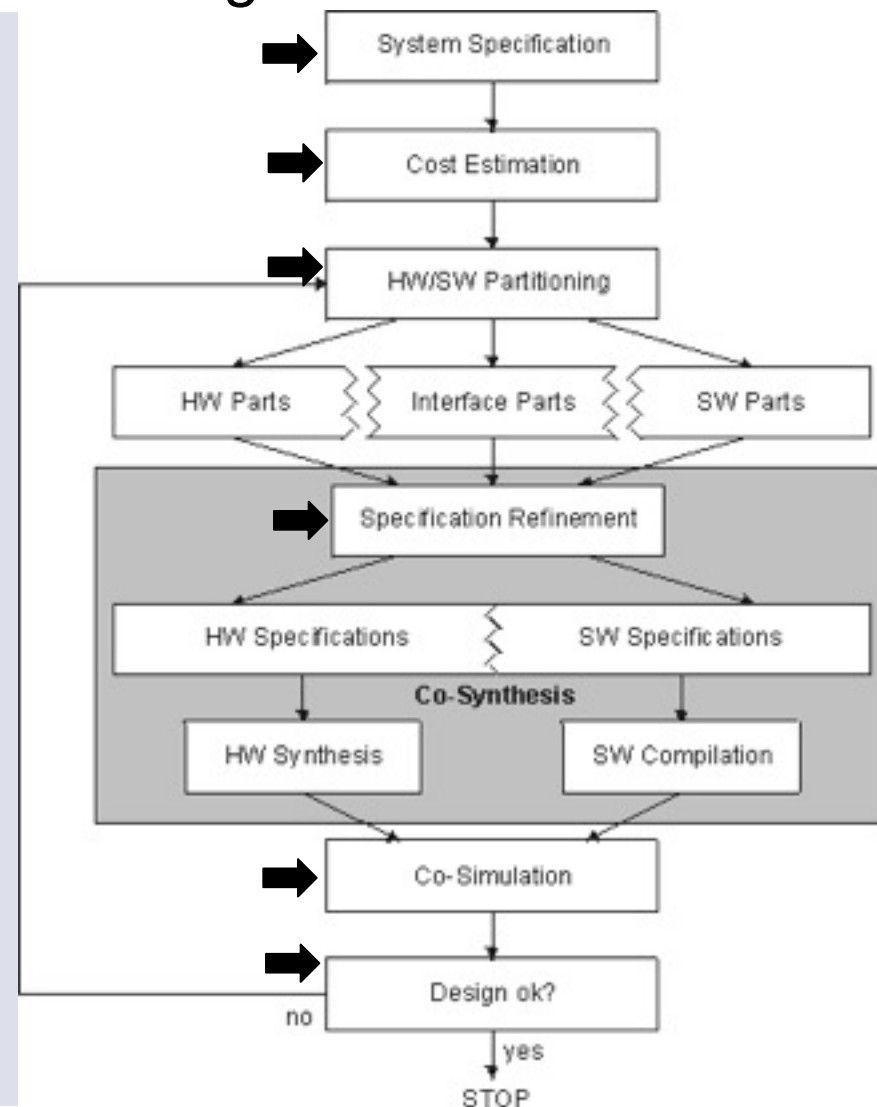 System Specification
Cost Estimation
HW/SW Partitioning
HW Parts
Interface Parts
SW Parts
Specification Refinement
HW Specifications
SW Specifications
Co-Synthesis
HW Synthesis
SW Compilation
Co-Simulation
Design ok?
no
yes
STOP